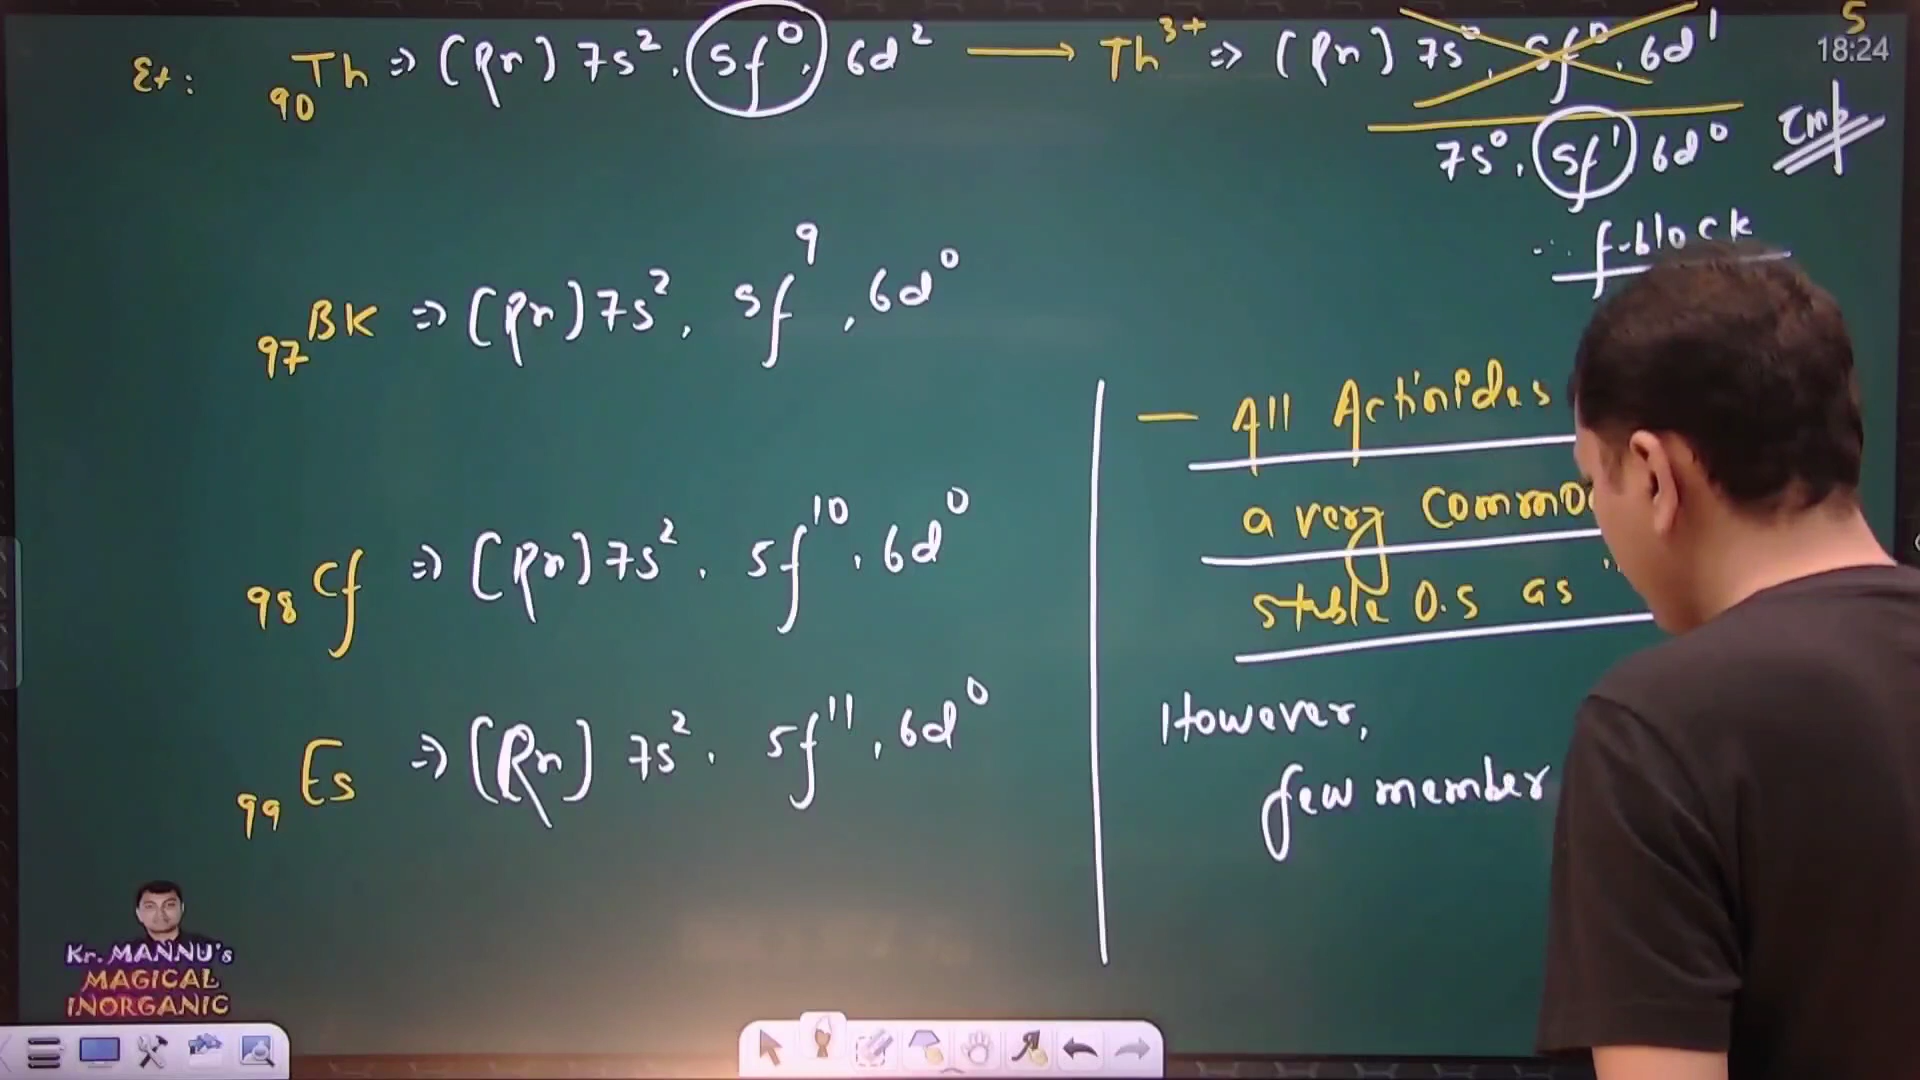 5
18:24
Ex: ₉₀Th ⇒ (Rn) 7s², 5f⁰, 6d² ⟶ Th³⁺ ⇒ (Rn) 7s⁰, 5f⁰, 6d¹
7s⁰, 5f¹ 6d⁰ Imp
∴ f-block
₉₇BK ⇒ (Rn) 7s², 5f⁹, 6d⁰
₉₈Cf ⇒ (Rn) 7s², 5f¹⁰, 6d⁰
₉₉Es ⇒ (Rn) 7s², 5f¹¹, 6d⁰
— All Actinides
a very
stable O.S as "
However,
few member
Kr. MANNU's
MAGICAL
INORGANIC